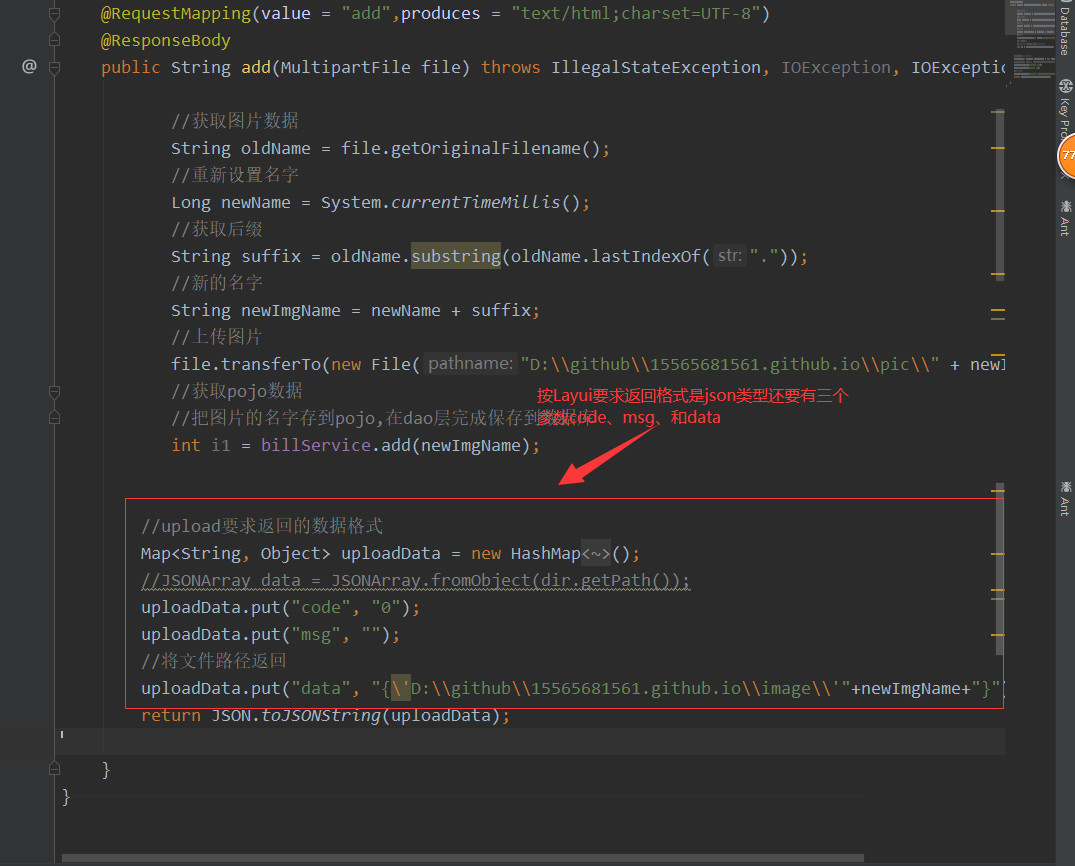 @RequestMapping(value = "add",produces = "text/html;charset=UTF-8")
@ResponseBody
@
public String add(MultipartFile file) throws IllegalStateException, IOException, IOExceptio
//获取图片数据
String oldName = file.getOriginalFilename();
//重新设置名字
Long newName = System.currentTimeMillis();
//获取后缀
String suffix = oldName.substring(oldName.lastIndexOf( str: "."));
//新的名字
String newImgName = newName + suffix;
//上传图片
file.transferTo(new File( pathname: "D:\\github\\15565681561.github.io\\pic\\" + newI
//获取pojo数据
按Layui要求返回格式是json类型还要有三个
//把图片的名字存到pojo,在dao层完成保存到数据库
参数code、msg、和data
int i1 = billService.add(newImgName);
//upload要求返回的数据格式
Map<String, Object> uploadData = new HashMap<~>();
//JSONArray data = JSONArray.fromObject(dir.getPath());
uploadData.put("code", "0");
uploadData.put("msg", "");
//将文件路径返回
uploadData.put("data", "{\'D:\\github\\15565681561.github.io\\image\\'"+newImgName+"}"
return JSON.toJSONString(uploadData);
}
}
Database
Key Pro
77
Ant
Ant